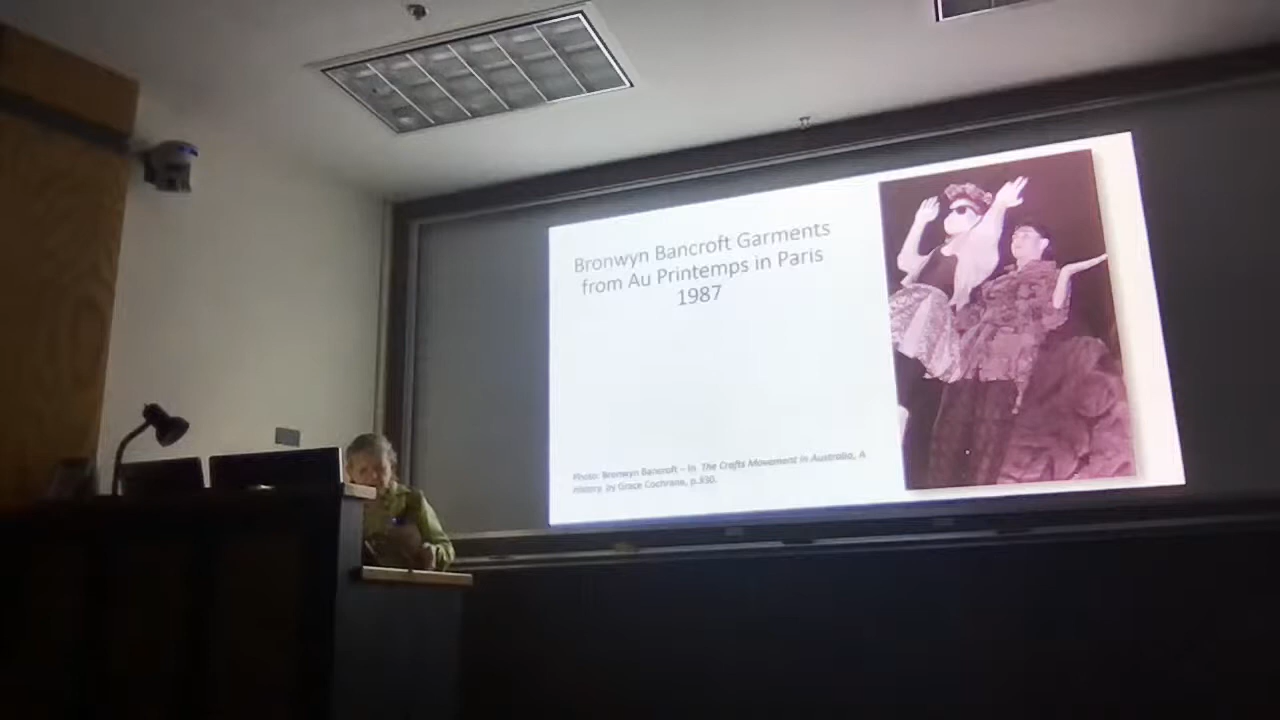 Bronwyn Bancroft Garments
from Au Printemps in Paris
1987
Photo: Bronwyn Bancroft – In The Crafts Movement in Australia, A
History, by Grace Cochrane, p.